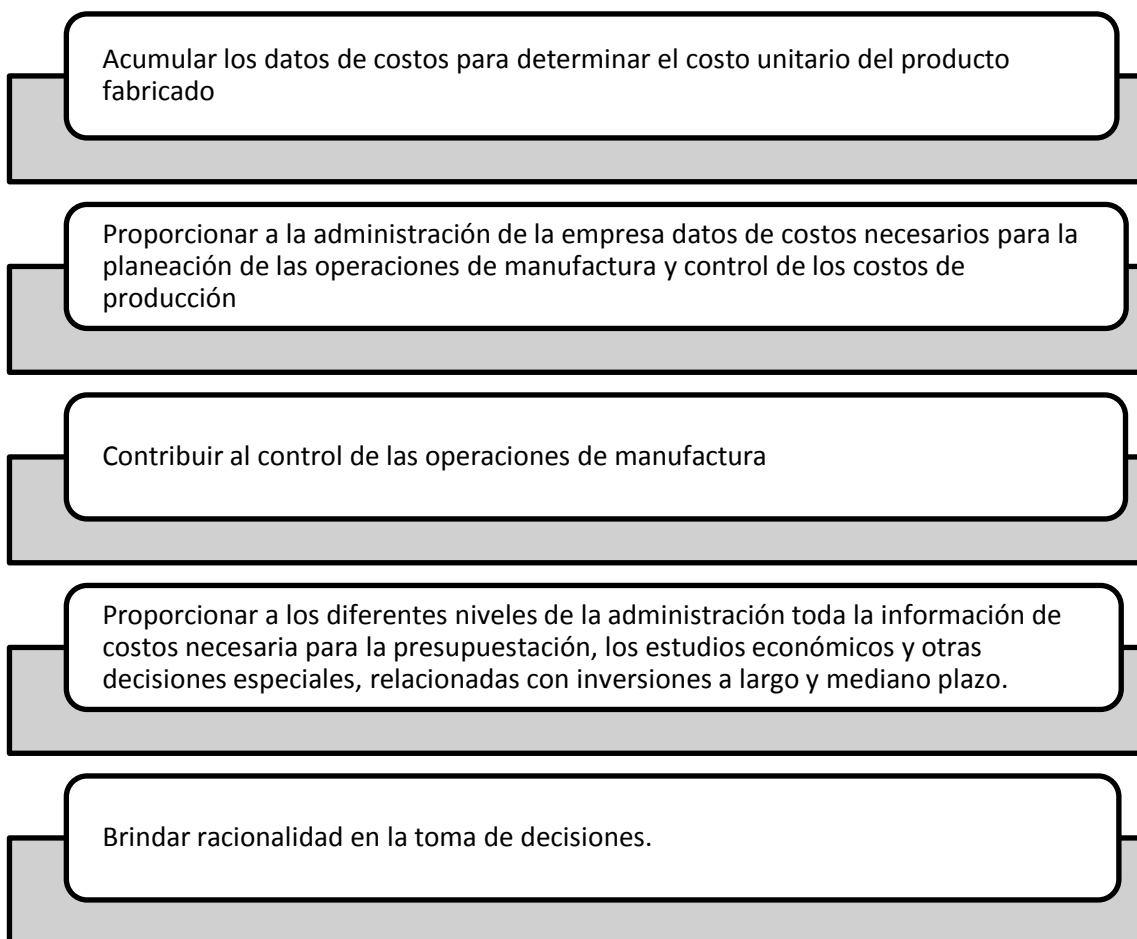 Acumular los datos de costos para determinar el costo unitario del producto
fabricado
Proporcionar a la administración de la empresa datos de costos necesarios para la
planeación de las operaciones de manufactura y control de los costos de
producción
Contribuir al control de las operaciones de manufactura
Proporcionar a los diferentes niveles de la administración toda la información de
costos necesaria para la presupuestación, los estudios económicos y otras
decisiones especiales, relacionadas con inversiones a largo y mediano plazo.
Brindar racionalidad en la toma de decisiones.